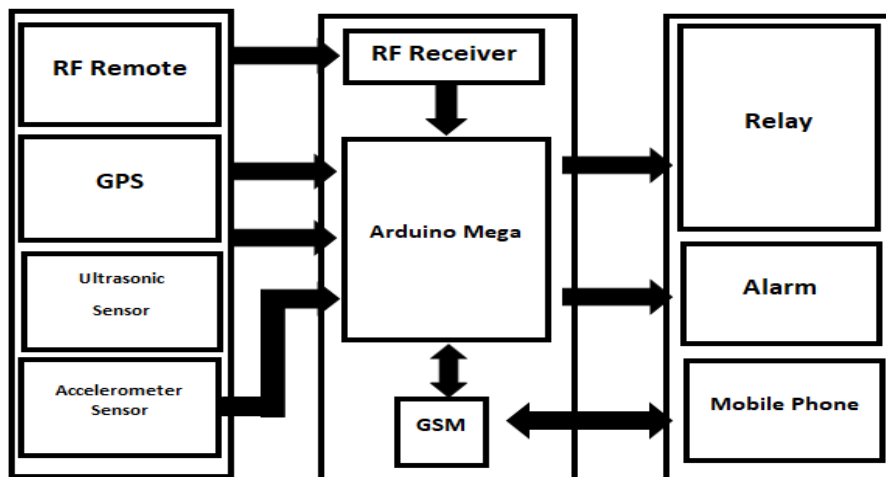 RF Remote
GPS
Ultrasonic
Sensor
Accelerometer
Sensor
RF Receiver
Arduino Mega
GSM
Relay
Alarm
Mobile Phone